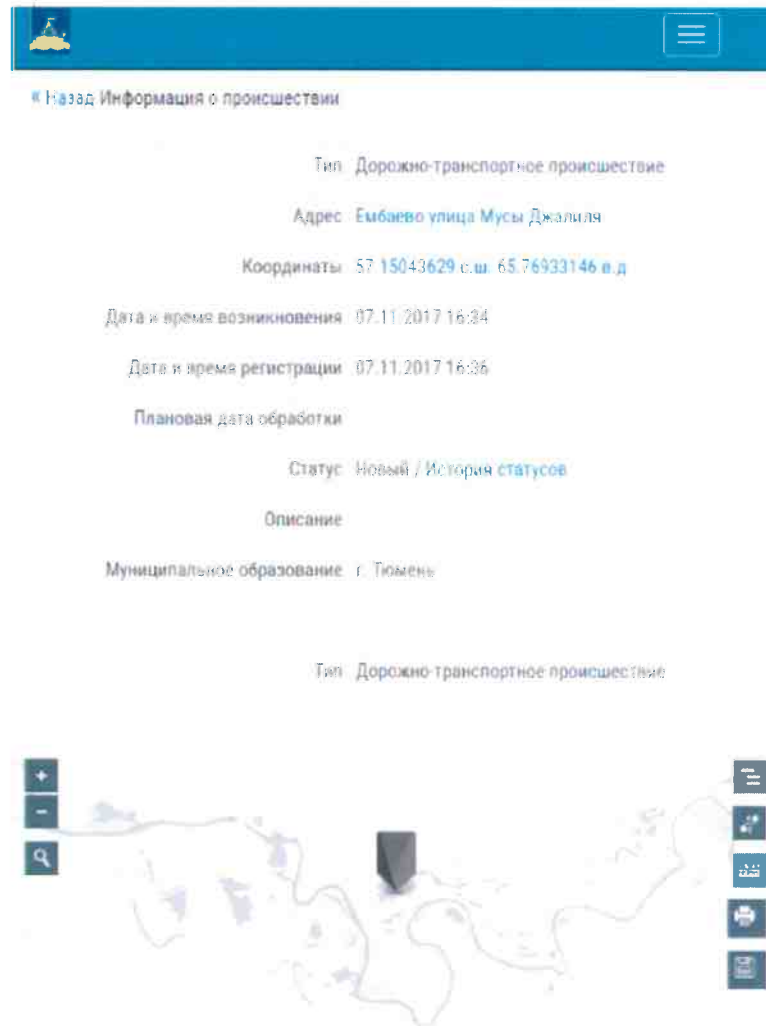 « Назад Информация о происшествии
Тип Дорожно-транспортное происшествие
Адрес Ембаево улица Мусы Джалиля
Координаты 57.15043629 с.ш. 65.76933146 в.д
Дата и время возникновения 07.11.2017 16:34
Дата и время регистрации 07.11.2017 16:36
Плановая дата обработки
Статус Новый / История статусов
Описание
Муниципальное образование г. Тюмень
Тип Дорожно-транспортное происшествие